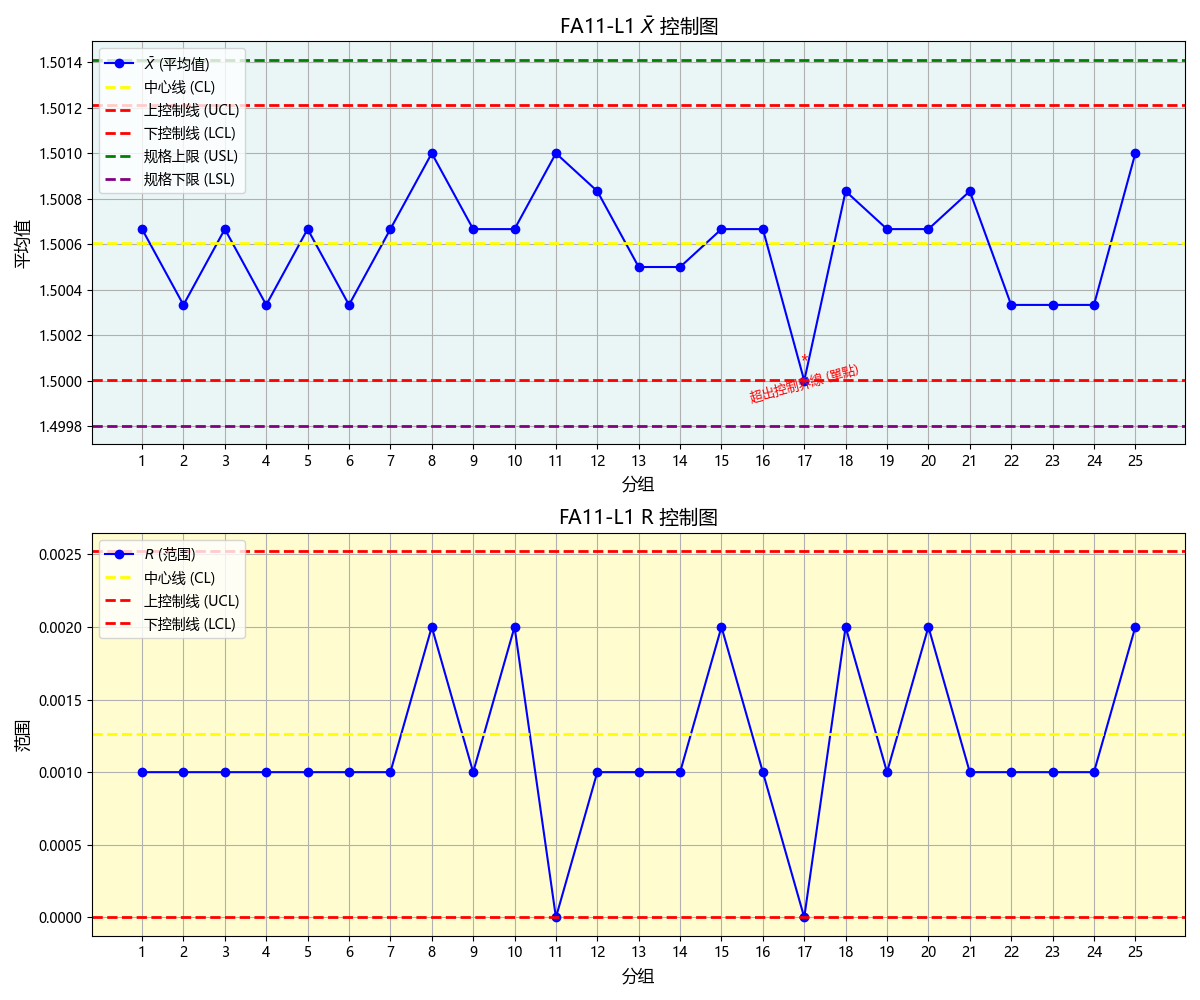 FA11-L1 X̄ 控制图
1.5014
1.5012
1.5010
1.5008
1.5006
1.5004
1.5002
1.5000
1.4998
平均值
X̄ (平均值)
中心线 (CL)
上控制线 (UCL)
下控制线 (LCL)
规格上限 (USL)
规格下限 (LSL)
*
超出控制界線 (單點)
1 2 3 4 5 6 7 8 9 10 11 12 13 14 15 16 17 18 19 20 21 22 23 24 25
分组
FA11-L1 R 控制图
0.0025
0.0020
0.0015
0.0010
0.0005
0.0000
范围
R (范围)
中心线 (CL)
上控制线 (UCL)
下控制线 (LCL)
1 2 3 4 5 6 7 8 9 10 11 12 13 14 15 16 17 18 19 20 21 22 23 24 25
分组